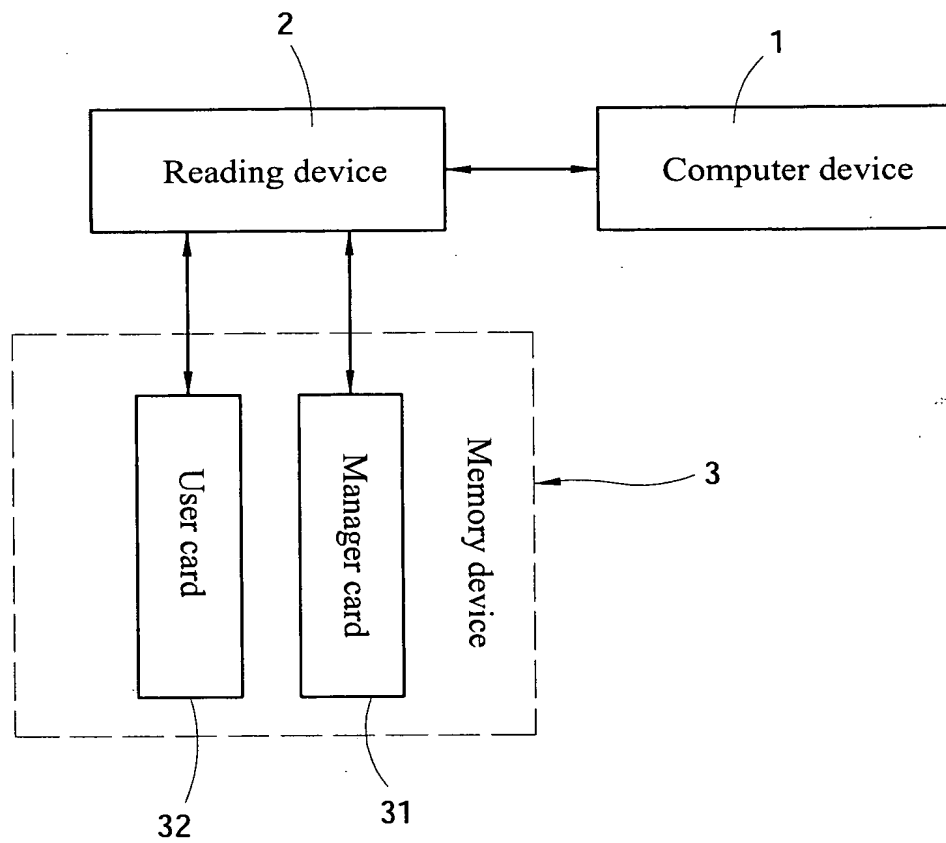 2
1
Reading device
Computer device
User card
Manager card
Memory device
3
32
31